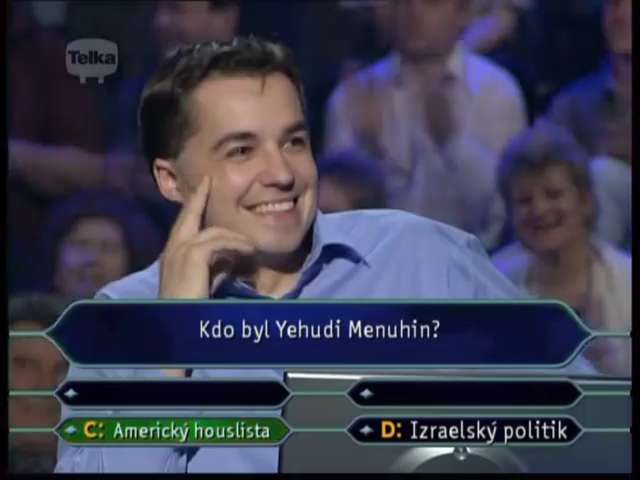 Telka
Kdo byl Yehudi Menuhin?
C: Americký houslista
D: Izraelský politik